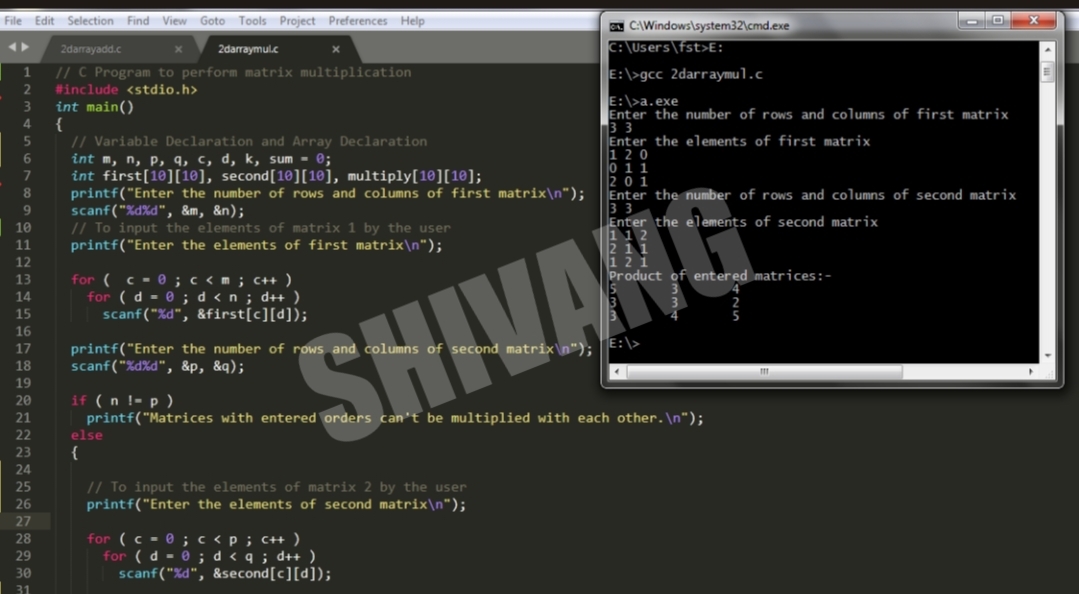 File Edit Selection Find View Goto Tools Project Preferences Help
2darrayadd.c x 2darraymul.c x
1 // C Program to perform matrix multiplication
2 #include <stdio.h>
3 int main()
4 {
5 // Variable Declaration and Array Declaration
6 int m, n, p, q, c, d, k, sum = 0;
7 int first[10][10], second[10][10], multiply[10][10];
8 printf("Enter the number of rows and columns of first matrix\n");
9 scanf("%d%d", &m, &n);
10 // To input the elements of matrix 1 by the user
11 printf("Enter the elements of first matrix\n");
12
13 for ( c = 0 ; c < m ; c++ )
14 for ( d = 0 ; d < n ; d++ )
15 scanf("%d", &first[c][d]);
16
17 printf("Enter the number of rows and columns of second matrix\n");
18 scanf("%d%d", &p, &q);
19
20 if ( n != p )
21 printf("Matrices with entered orders can't be multiplied with each other.\n");
22 else
23 {
24
25 // To input the elements of matrix 2 by the user
26 printf("Enter the elements of second matrix\n");
27
28 for ( c = 0 ; c < p ; c++ )
29 for ( d = 0 ; d < q ; d++ )
30 scanf("%d", &second[c][d]);
31
C:\Windows\system32\cmd.exe
C:\Users\fst>E:
E:\>gcc 2darraymul.c
E:\>a.exe
Enter the number of rows and columns of first matrix
3 3
Enter the elements of first matrix
1 2 0
0 1 1
2 0 1
Enter the number of rows and columns of second matrix
3 3
Enter the elements of second matrix
1 1 2
2 1 1
1 2 1
Product of entered matrices:-
5 3 4
3 3 2
3 4 5
E:\>
SHIVANG